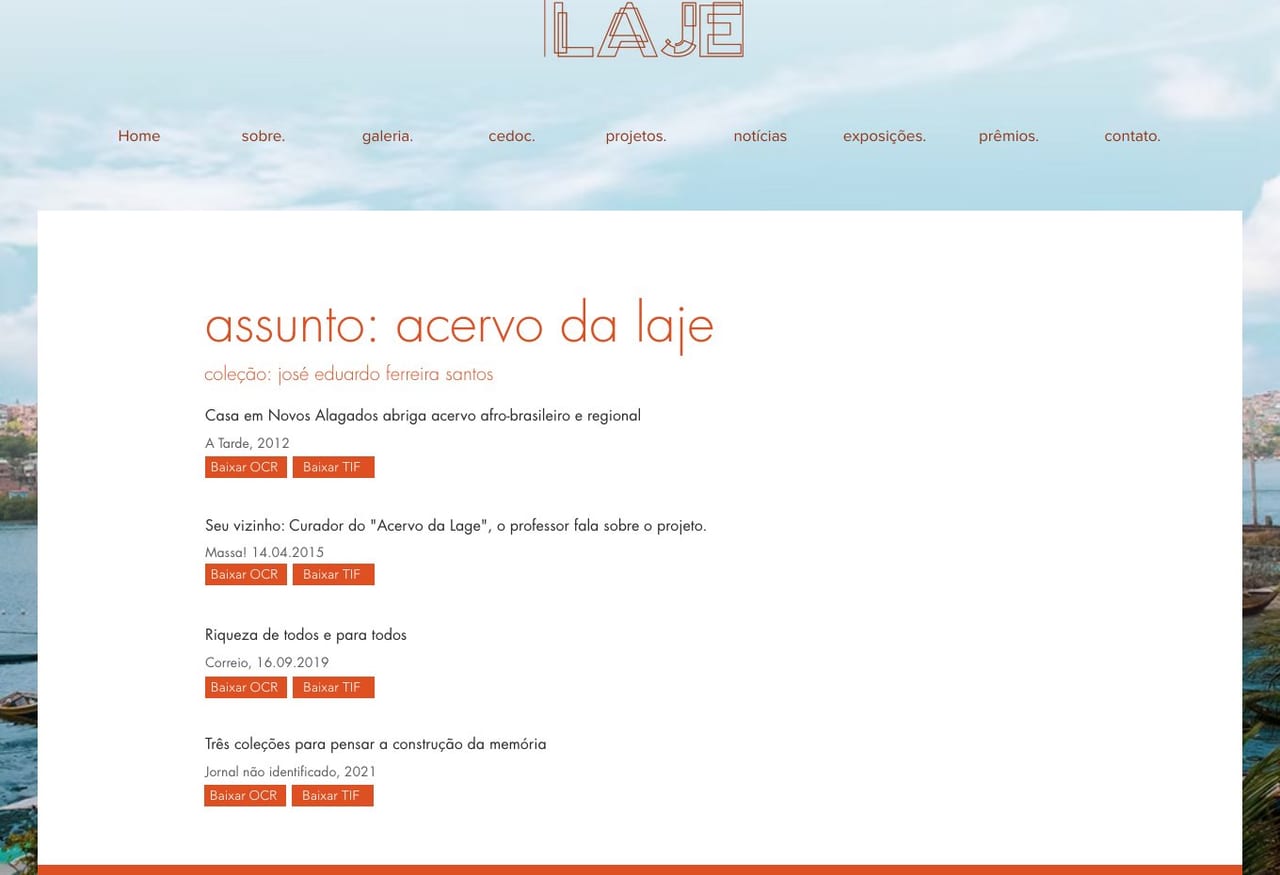 LAJE
Home sobre. galeria. cedoc. projetos. notícias exposições. prêmios. contato.
assunto: acervo da laje
coleção: josé eduardo ferreira santos
Casa em Novos Alagados abriga acervo afro-brasileiro e regional
A Tarde, 2012
Baixar OCR Baixar TIF
Seu vizinho: Curador do "Acervo da Lage", o professor fala sobre o projeto.
Massa! 14.04.2015
Baixar OCR Baixar TIF
Riqueza de todos e para todos
Correio, 16.09.2019
Baixar OCR Baixar TIF
Três coleções para pensar a construção da memória
Jornal não identificado, 2021
Baixar OCR Baixar TIF